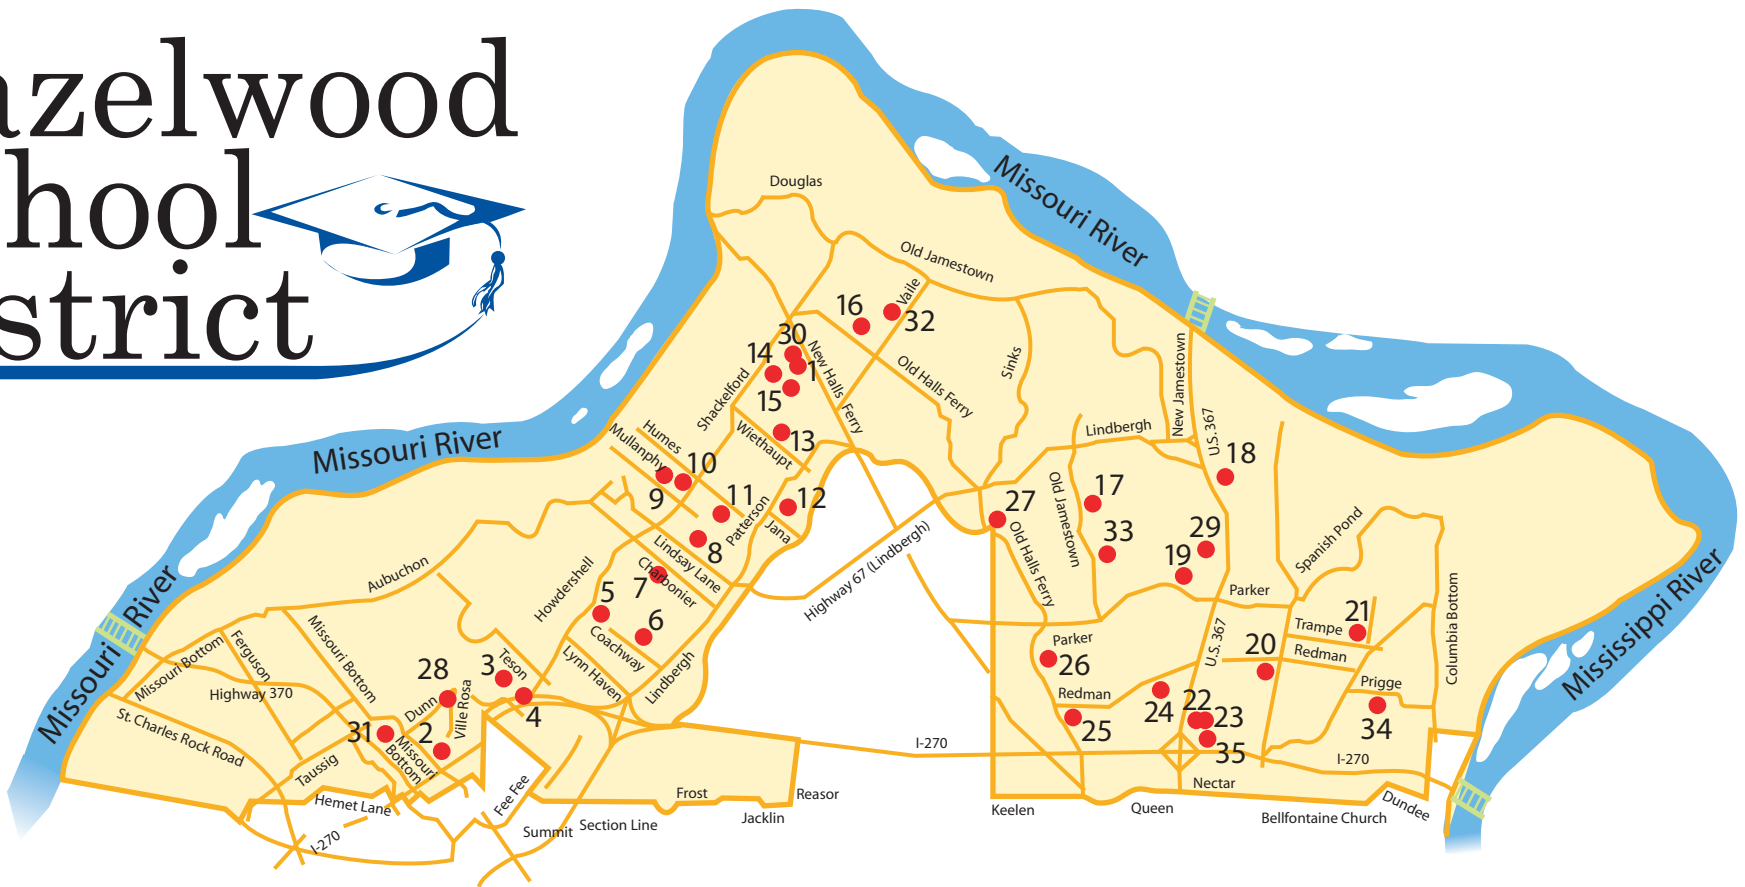 azelwood
hool
strict
Missouri River
Missouri River
Missouri River
Mississippi River
Douglas
Old Jamestown
Vaile
16
32
30
14
1
15
New Halls Ferry
Old Halls Ferry
Sinks
Shackelford
Humes
Mullanphy
Wiethaupt
13
10
9
11
12
Patterson
Jana
8
Lindsay Lane
Charbonier
7
Howdershell
5
6
Coachway
Lynn Haven
Lindbergh
Highway 67 (Lindbergh)
Aubuchon
Missouri Bottom
Ferguson
Missouri Bottom
Highway 370
St. Charles Rock Road
28
3
Teson
4
Dunn
Ville Rosa
31
2
Missouri
Bottom
Taussig
Hemet Lane
I-270
Fee Fee
Summit
Section Line
Frost
Jacklin
Reasor
I-270
New Jamestown
U.S. 367
Lindbergh
18
17
27
Old Jamestown
Old Halls Ferry
33
29
19
Spanish Pond
Parker
Columbia Bottom
21
Trampe
Redman
20
U.S. 367
Parker
26
Redman
24
22
23
25
35
Prigge
34
I-270
Nectar
Keelen
Queen
Bellfontaine Church
Dundee